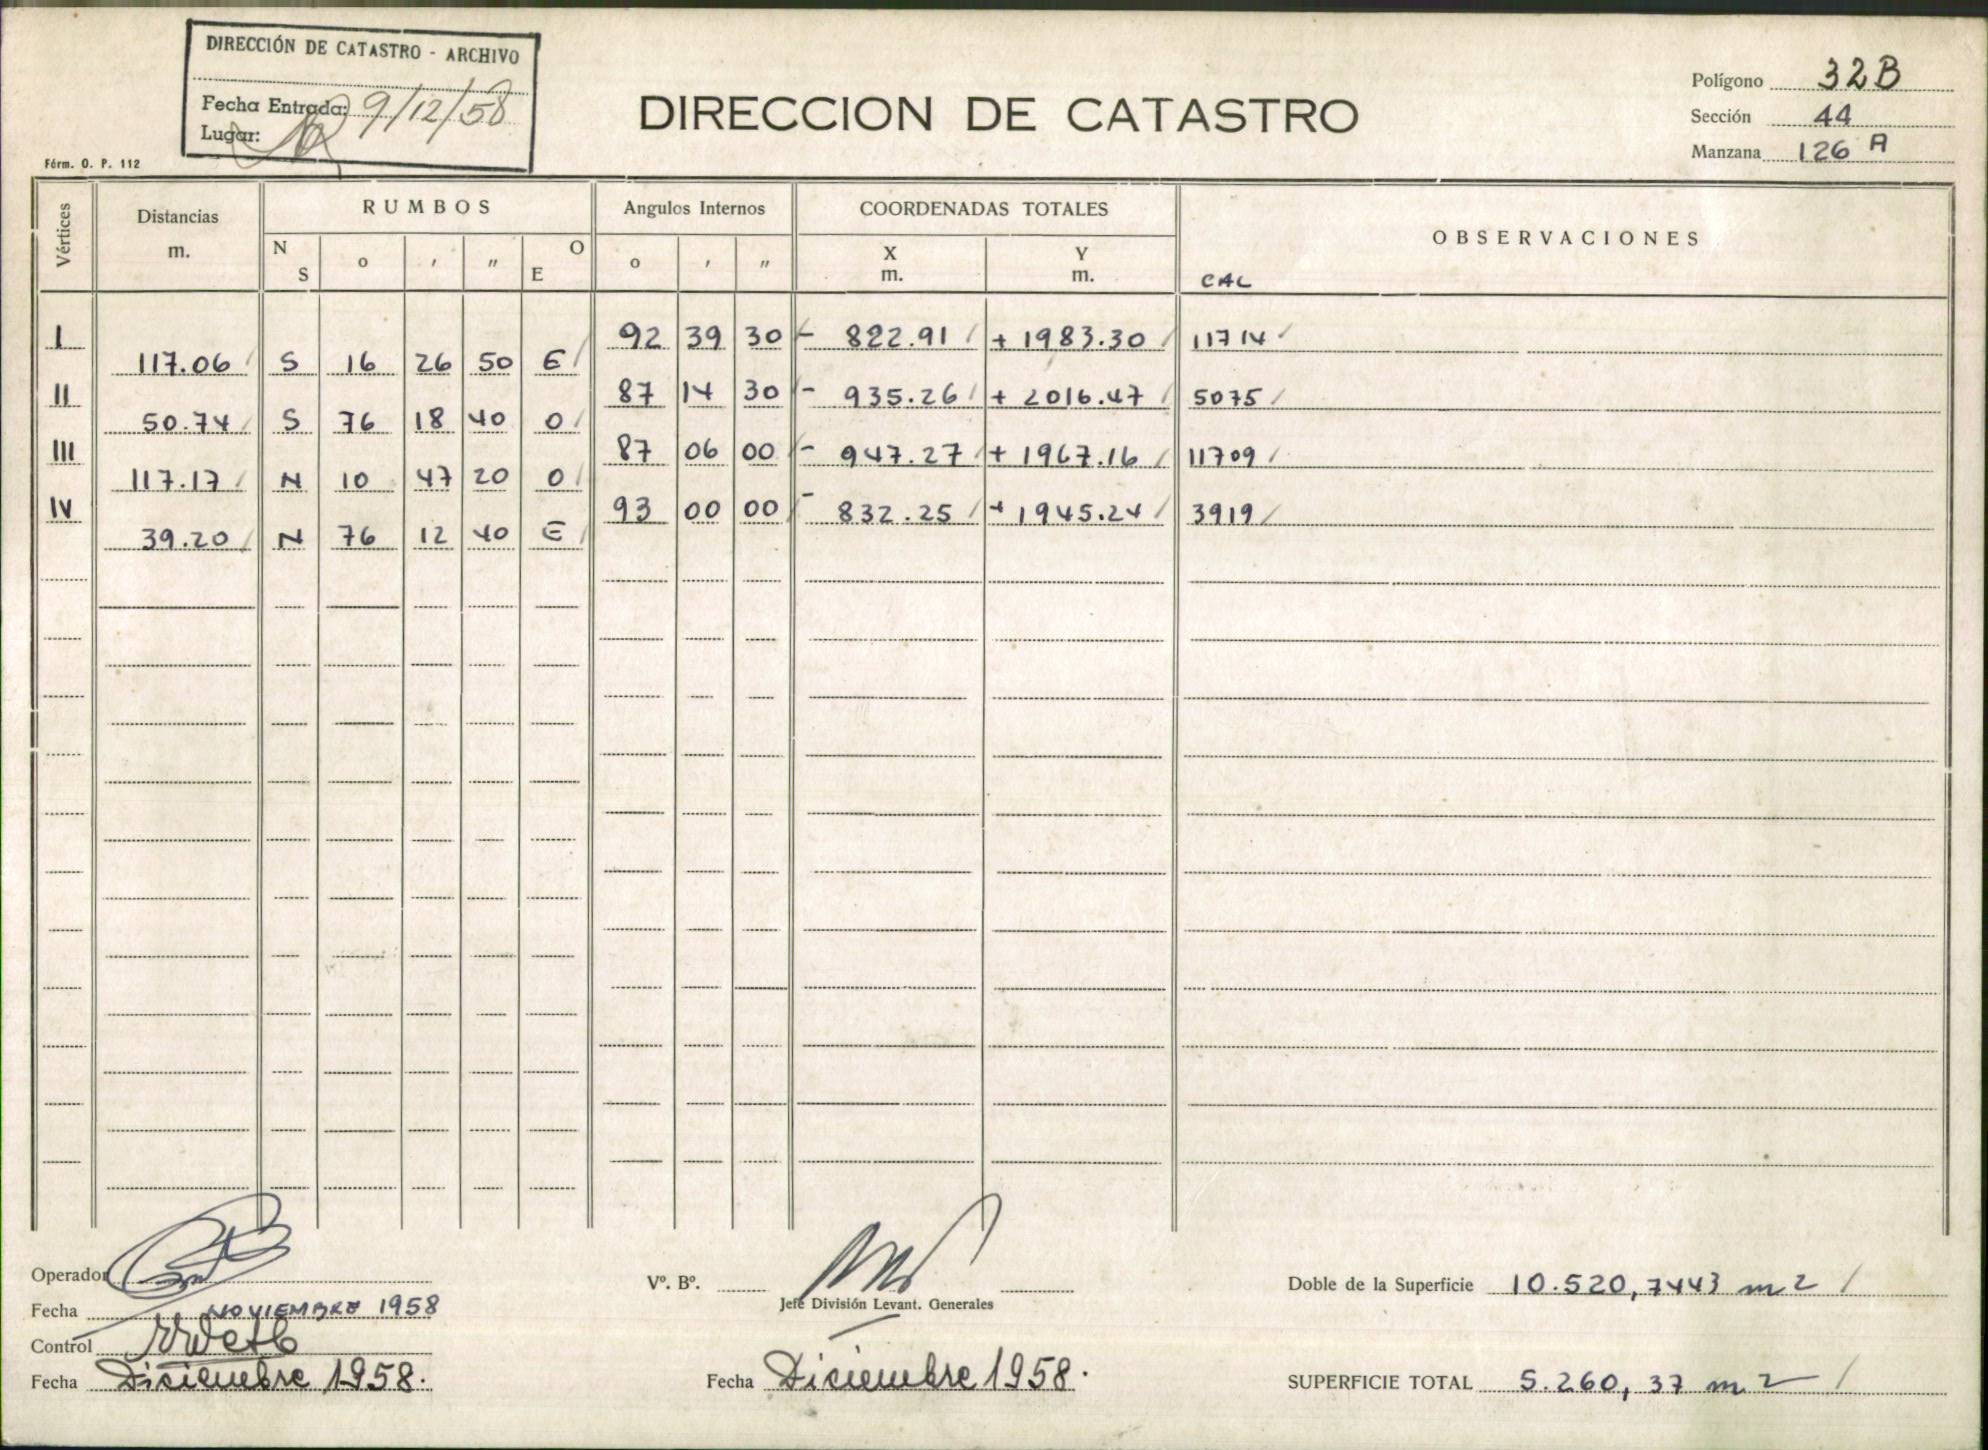 DIRECCIÓN DE CATASTRO - ARCHIVO
Fecha Entrada: 9/12/58
Lugar:
Fórm. O. P. 112
DIRECCION DE CATASTRO
Polígono 32B
Sección 44
Manzana 126 A
Vértices
Distancias m.
RUMBOS
N S o ' " O E
Angulos Internos
o ' "
COORDENADAS TOTALES
X m. Y m.
OBSERVACIONES
CAL
I 92 39 30 - 822.91 + 1983.30 11714
117.06 S 16 26 50 E
II 87 14 30 - 935.26 + 2016.47 5075
50.74 S 76 18 40 O
III 87 06 00 - 947.27 + 1967.16 11709
117.17 N 10 47 20 O
IV 93 00 00 - 832.25 + 1945.24 3919
39.20 N 76 12 40 E
Operador
Fecha NOVIEMBRE 1958
Control
Fecha Diciembre 1958.
Vº. Bº.
Jefe División Levant. Generales
Fecha Diciembre 1958.
Doble de la Superficie 10.520,7443 m2
SUPERFICIE TOTAL 5.260,37 m2